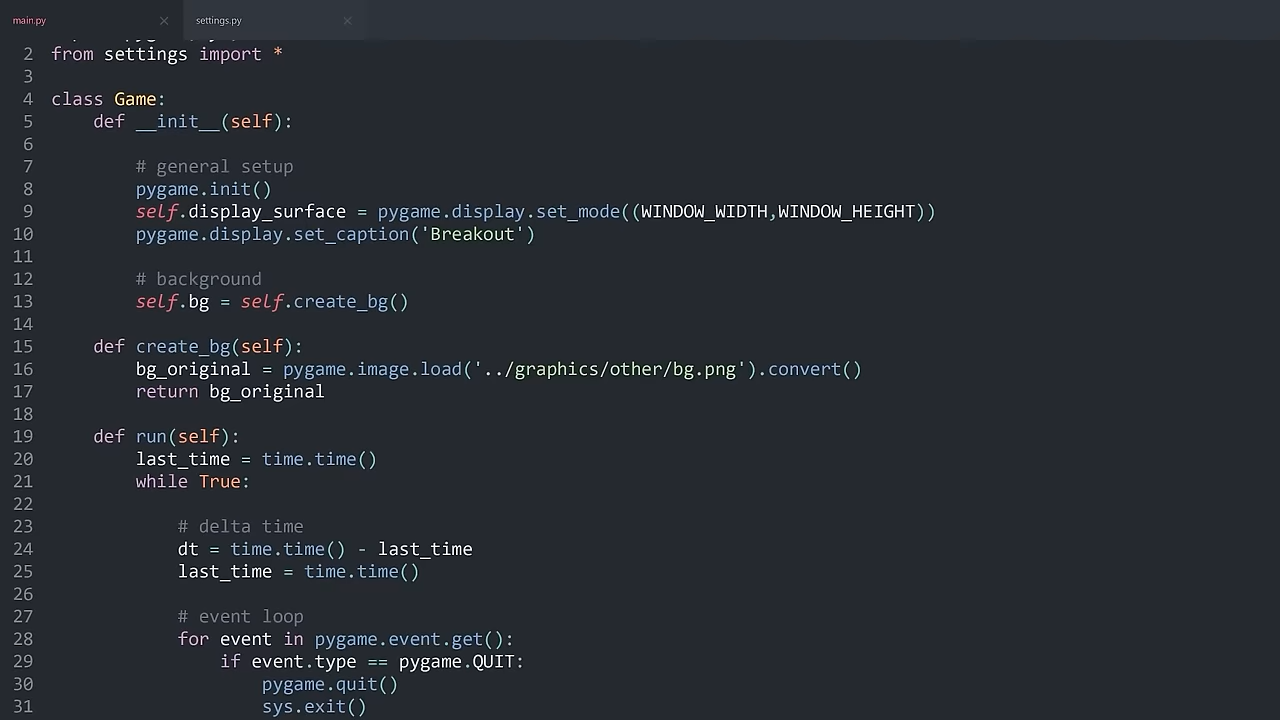 main.py
settings.py
2 from settings import *
3
4 class Game:
5     def __init__(self):
6
7         # general setup
8         pygame.init()
9         self.display_surface = pygame.display.set_mode((WINDOW_WIDTH,WINDOW_HEIGHT))
10         pygame.display.set_caption('Breakout')
11
12         # background
13         self.bg = self.create_bg()
14
15     def create_bg(self):
16         bg_original = pygame.image.load('../graphics/other/bg.png').convert()
17         return bg_original
18
19     def run(self):
20         last_time = time.time()
21         while True:
22
23             # delta time
24             dt = time.time() - last_time
25             last_time = time.time()
26
27             # event loop
28             for event in pygame.event.get():
29                 if event.type == pygame.QUIT:
30                     pygame.quit()
31                     sys.exit()